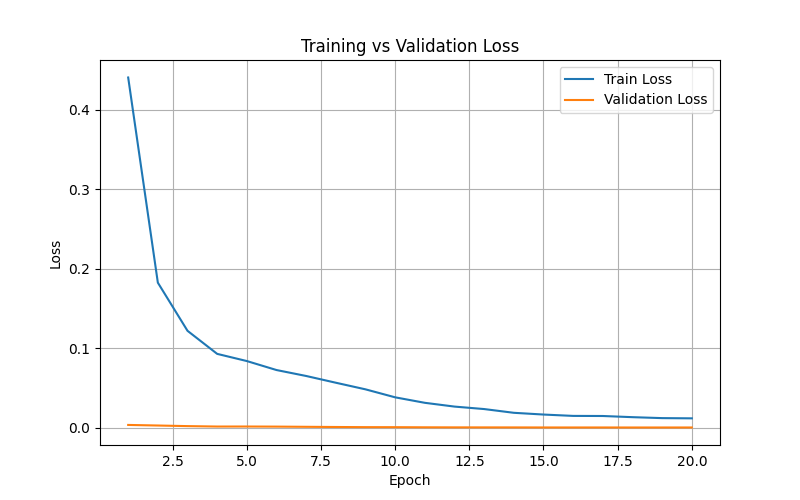 Training vs Validation Loss
Train Loss
Validation Loss
0.4
0.3
0.2
0.1
0.0
Loss
2.5 5.0 7.5 10.0 12.5 15.0 17.5 20.0
Epoch